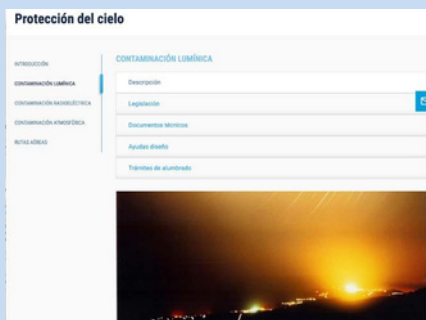 Protección del cielo
INTRODUCCIÓN
CONTAMINACIÓN LUMÍNICA
CONTAMINACIÓN RADIOELÉCTRICA
CONTAMINACIÓN ATMOSFÉRICA
RUTAS AÉREAS
CONTAMINACIÓN LUMÍNICA
Descripción
Legislación
Documentos técnicos
Ayudas diseño
Trámites de alumbrado